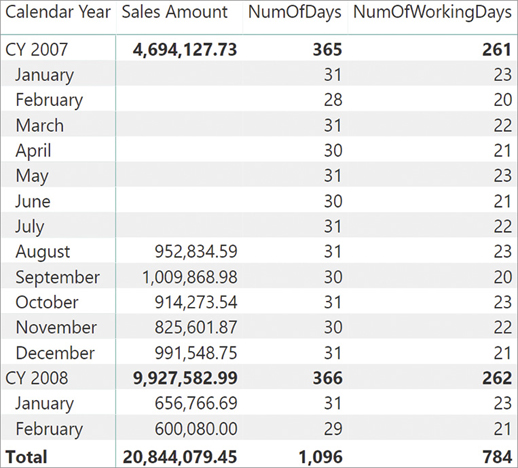 Calendar Year Sales Amount NumOfDays NumOfWorkingDays
CY 2007 4,694,127.73 365 261
January 31 23
February 28 20
March 31 22
April 30 21
May 31 23
June 30 21
July 31 22
August 952,834.59 31 23
September 1,009,868.98 30 20
October 914,273.54 31 23
November 825,601.87 30 22
December 991,548.75 31 21
CY 2008 9,927,582.99 366 262
January 656,766.69 31 23
February 600,080.00 29 21
Total 20,844,079.45 1,096 784